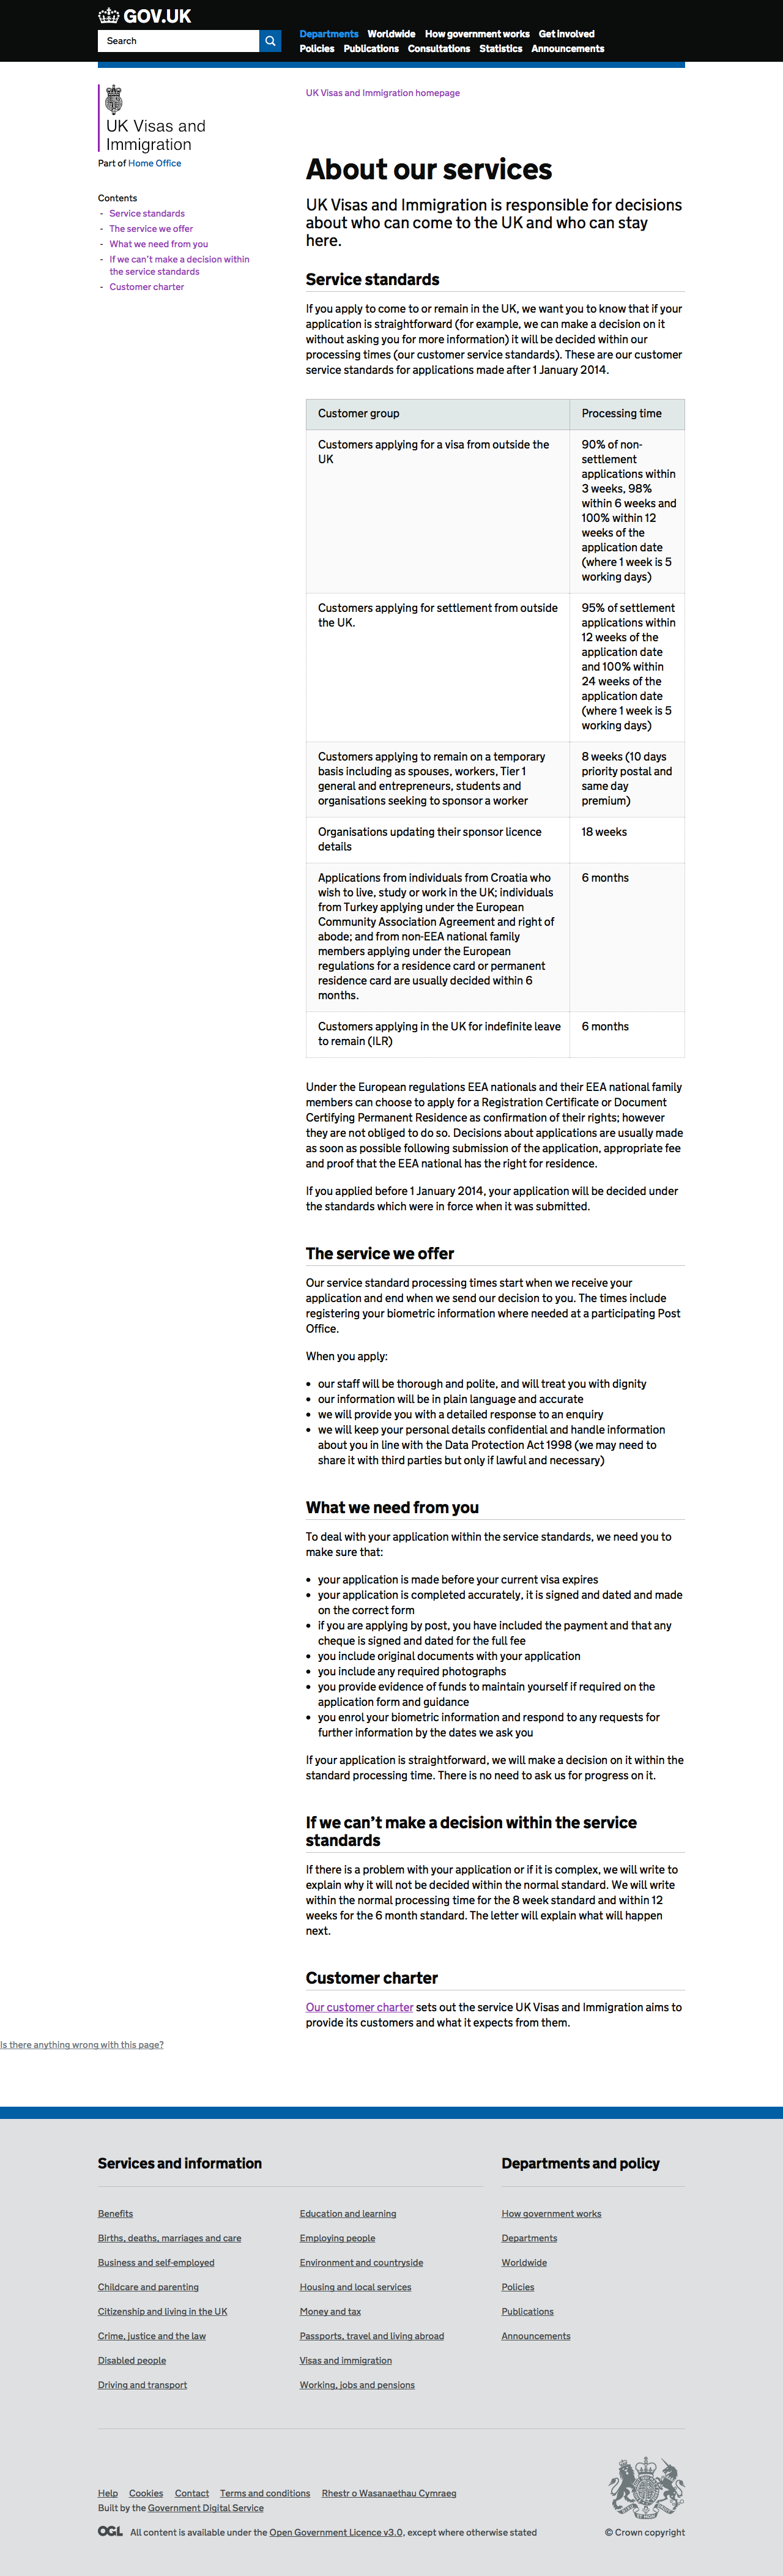 GOV.UK
Search
Departments Worldwide How government works Get involved
Policies Publications Consultations Statistics Announcements
UK Visas and
Immigration
Part of Home Office
Contents
- Service standards
- The service we offer
- What we need from you
- If we can't make a decision within
the service standards
- Customer charter
UK Visas and Immigration homepage
About our services
UK Visas and Immigration is responsible for decisions
about who can come to the UK and who can stay
here.
Service standards
If you apply to come to or remain in the UK, we want you to know that if your
application is straightforward (for example, we can make a decision on it
without asking you for more information) it will be decided within our
processing times (our customer service standards). These are our customer
service standards for applications made after 1 January 2014.
Customer group
Processing time
Customers applying for a visa from outside the
UK
90% of non-
settlement
applications within
3 weeks, 98%
within 6 weeks and
100% within 12
weeks of the
application date
(where 1 week is 5
working days)
Customers applying for settlement from outside
the UK.
95% of settlement
applications within
12 weeks of the
application date
and 100% within
24 weeks of the
application date
(where 1 week is 5
working days)
Customers applying to remain on a temporary
basis including as spouses, workers, Tier 1
general and entrepreneurs, students and
organisations seeking to sponsor a worker
8 weeks (10 days
priority postal and
same day
premium)
Organisations updating their sponsor licence
details
18 weeks
Applications from individuals from Croatia who
wish to live, study or work in the UK; individuals
from Turkey applying under the European
Community Association Agreement and right of
abode; and from non-EEA national family
members applying under the European
regulations for a residence card or permanent
residence card are usually decided within 6
months.
6 months
Customers applying in the UK for indefinite leave
to remain (ILR)
6 months
Under the European regulations EEA nationals and their EEA national family
members can choose to apply for a Registration Certificate or Document
Certifying Permanent Residence as confirmation of their rights; however
they are not obliged to do so. Decisions about applications are usually made
as soon as possible following submission of the application, appropriate fee
and proof that the EEA national has the right for residence.
If you applied before 1 January 2014, your application will be decided under
the standards which were in force when it was submitted.
The service we offer
Our service standard processing times start when we receive your
application and end when we send our decision to you. The times include
registering your biometric information where needed at a participating Post
Office.
When you apply:
• our staff will be thorough and polite, and will treat you with dignity
• our information will be in plain language and accurate
• we will provide you with a detailed response to an enquiry
• we will keep your personal details confidential and handle information
about you in line with the Data Protection Act 1998 (we may need to
share it with third parties but only if lawful and necessary)
What we need from you
To deal with your application within the service standards, we need you to
make sure that:
• your application is made before your current visa expires
• your application is completed accurately, it is signed and dated and made
on the correct form
• if you are applying by post, you have included the payment and that any
cheque is signed and dated for the full fee
• you include original documents with your application
• you include any required photographs
• you provide evidence of funds to maintain yourself if required on the
application form and guidance
• you enrol your biometric information and respond to any requests for
further information by the dates we ask you
If your application is straightforward, we will make a decision on it within the
standard processing time. There is no need to ask us for progress on it.
If we can't make a decision within the service
standards
If there is a problem with your application or if it is complex, we will write to
explain why it will not be decided within the normal standard. We will write
within the normal processing time for the 8 week standard and within 12
weeks for the 6 month standard. The letter will explain what will happen
next.
Customer charter
Our customer charter sets out the service UK Visas and Immigration aims to
provide its customers and what it expects from them.
Is there anything wrong with this page?
Services and information
Benefits
Births, deaths, marriages and care
Business and self-employed
Childcare and parenting
Citizenship and living in the UK
Crime, justice and the law
Disabled people
Driving and transport
Education and learning
Employing people
Environment and countryside
Housing and local services
Money and tax
Passports, travel and living abroad
Visas and immigration
Working, jobs and pensions
Departments and policy
How government works
Departments
Worldwide
Policies
Publications
Announcements
Help Cookies Contact Terms and conditions Rhestr o Wasanaethau Cymraeg
Built by the Government Digital Service
OGL All content is available under the Open Government Licence v3.0, except where otherwise stated
© Crown copyright